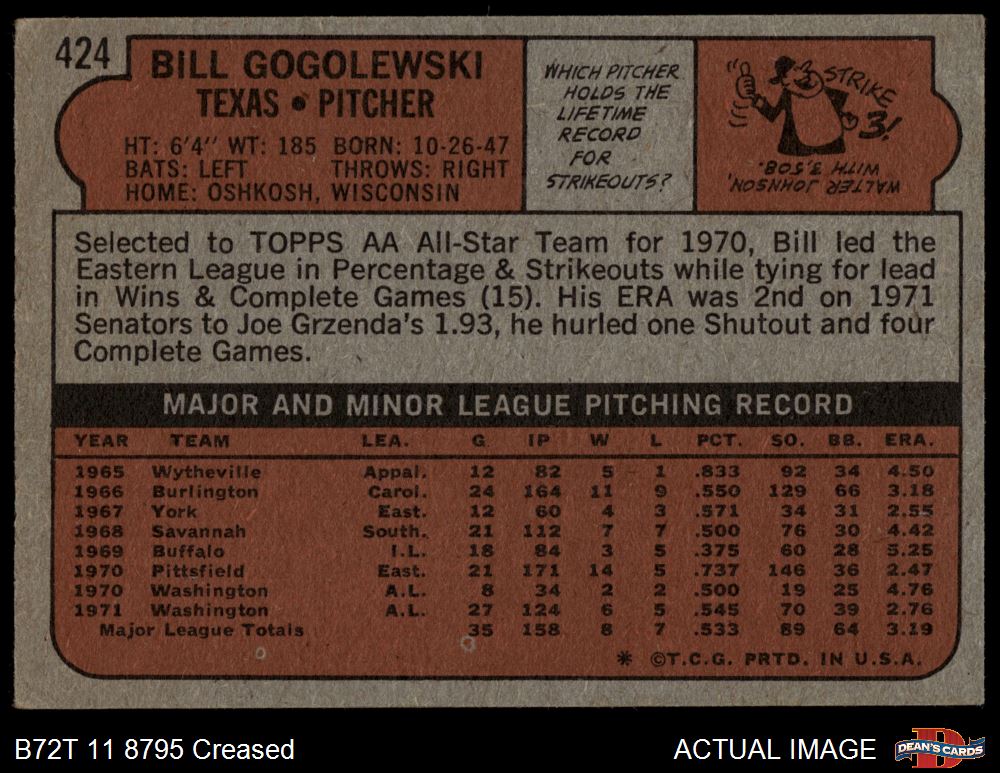 424
BILL GOGOLEWSKI
TEXAS • PITCHER
HT: 6'4" WT: 185 BORN: 10-26-47
BATS: LEFT THROWS: RIGHT
HOME: OSHKOSH, WISCONSIN
WHICH PITCHER
HOLDS THE
LIFETIME
RECORD
FOR
STRIKEOUTS?
STRIKE
3!
WALTER JOHNSON,
WITH 3,508.
Selected to TOPPS AA All-Star Team for 1970, Bill led the
Eastern League in Percentage & Strikeouts while tying for lead
in Wins & Complete Games (15). His ERA was 2nd on 1971
Senators to Joe Grzenda's 1.93, he hurled one Shutout and four
Complete Games.
MAJOR AND MINOR LEAGUE PITCHING RECORD
YEAR TEAM LEA. G. IP W L PCT. SO. BB. ERA.
1965 Wytheville Appal. 12 82 5 1 .833 92 34 4.50
1966 Burlington Carol. 24 164 11 9 .550 129 66 3.18
1967 York East. 12 60 4 3 .571 34 31 2.55
1968 Savannah South. 21 112 7 7 .500 76 30 4.42
1969 Buffalo I.L. 18 84 3 5 .375 60 28 5.25
1970 Pittsfield East. 21 171 14 5 .737 146 36 2.47
1970 Washington A.L. 8 34 2 2 .500 19 25 4.76
1971 Washington A.L. 27 124 6 5 .545 70 39 2.76
Major League Totals 35 158 8 7 .533 89 64 3.19
* ©T.C.G. PRTD. IN U.S.A.
B72T 11 8795 Creased
ACTUAL IMAGE
DEAN'S CARDS